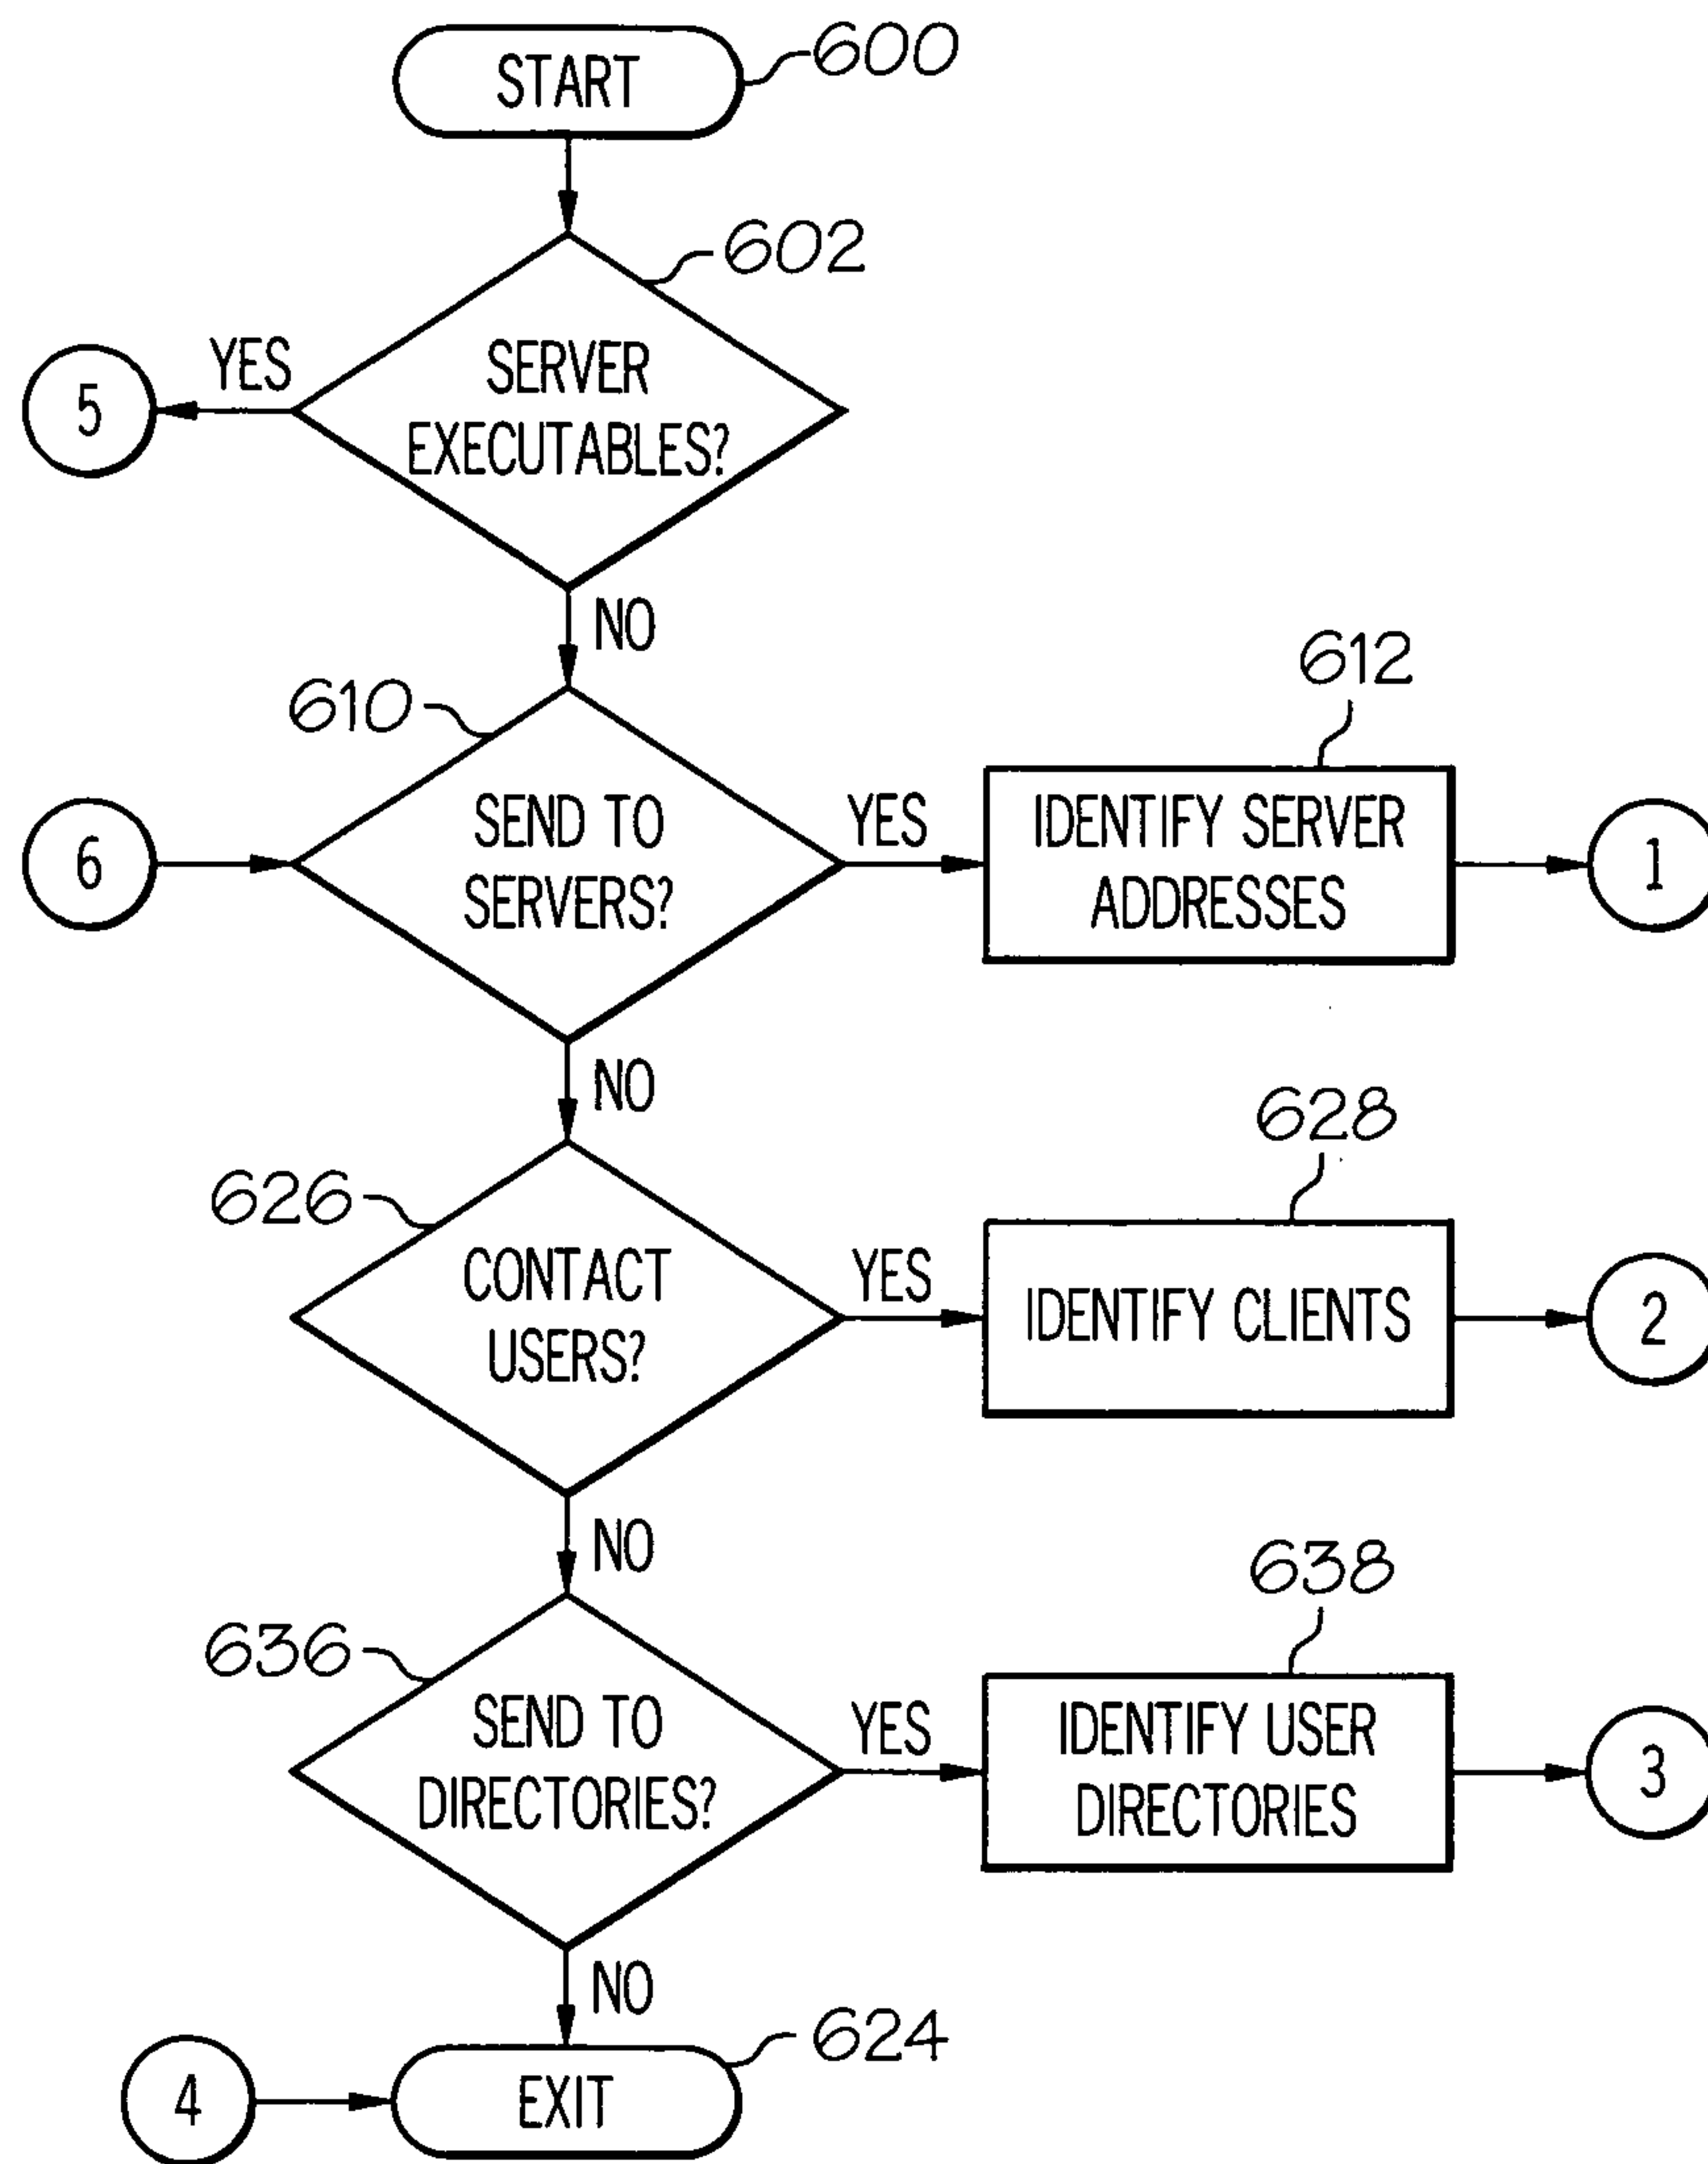 START
600
602
YES
5
SERVER
EXECUTABLES?
NO
610
612
6
SEND TO
SERVERS?
YES
IDENTIFY SERVER
ADDRESSES
1
NO
626
628
CONTACT
USERS?
YES
IDENTIFY CLIENTS
2
NO
636
638
SEND TO
DIRECTORIES?
YES
IDENTIFY USER
DIRECTORIES
3
NO
624
4
EXIT